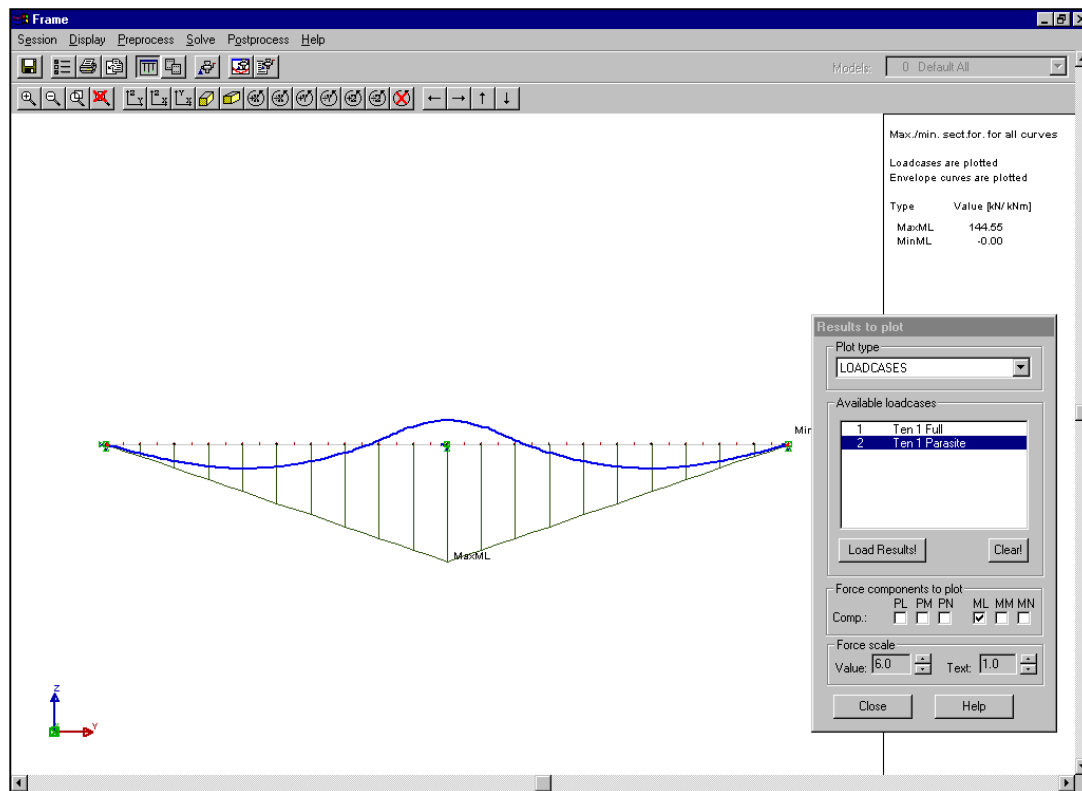 Frame
Session Display Preprocess Solve Postprocess Help
Models: 0 Default All
Max./min. sect.for. for all curves
Loadcases are plotted
Envelope curves are plotted
Type Value [kN/kNm]
MaxML 144.55
MinML -0.00
Results to plot
Plot type
LOADCASES
Available loadcases
1 Ten 1 Full
2 Ten 1 Parasite
Load Results! Clear!
Force components to plot
PL PM PN ML MM MN
Comp.:
Force scale
Value: 6.0 Text: 1.0
Close Help
Min
MaxML
Z
Y